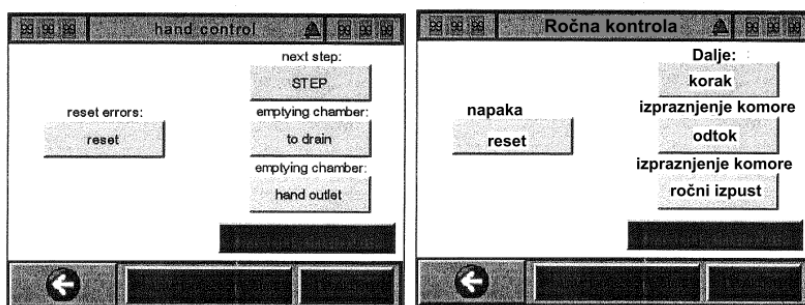 hand control
next step:
STEP
reset errors:
emptying chamber:
reset
to drain
emptying chamber:
hand outlet
Ročna kontrola
Dalje:
korak
napaka
izpraznjenje komore
reset
odtok
izpraznjenje komore
ročni izpust